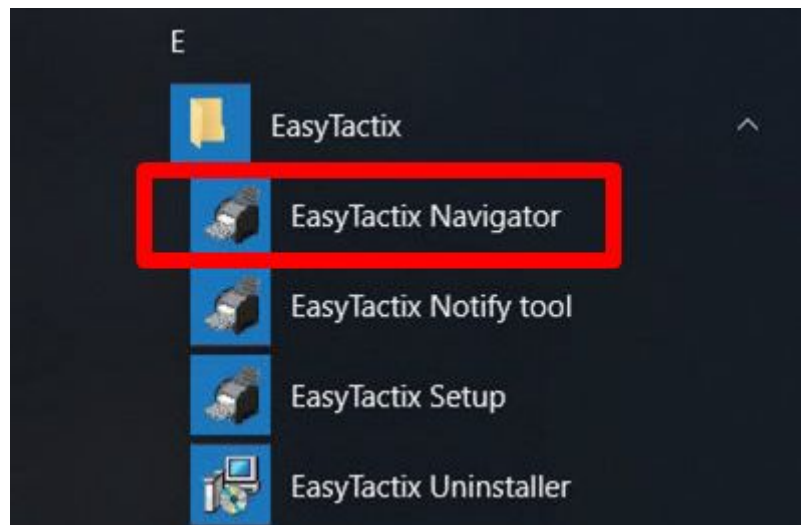 E
EasyTactix
EasyTactix Navigator
EasyTactix Notify tool
EasyTactix Setup
EasyTactix Uninstaller